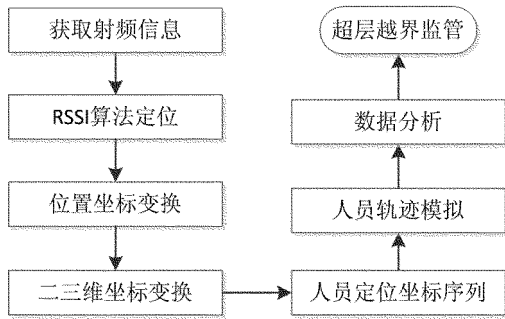 获取射频信息
RSSI算法定位
位置坐标变换
二三维坐标变换
人员定位坐标序列
人员轨迹模拟
数据分析
超层越界监管